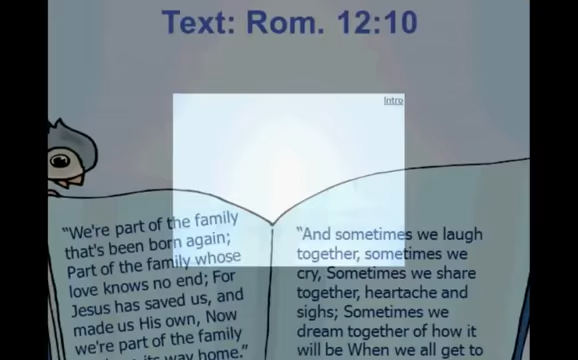 Text: Rom. 12:10
Intro
"We're part of the family
that's been born again;
Part of the family whose
love knows no end; For
Jesus has saved us, and
made us His own, Now
we're part of the family
its way home."
"And sometimes we laugh
together, sometimes we
cry, Sometimes we share
together, heartache and
sighs; Sometimes we
dream together of how it
will be When we all get to